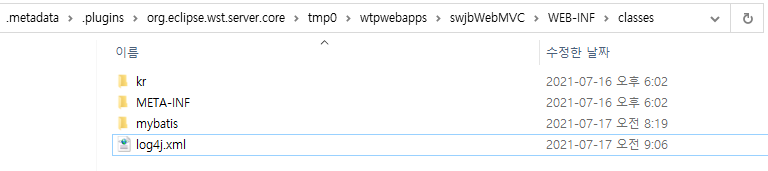 .metadata > .plugins > org.eclipse.wst.server.core > tmp0 > wtpwebapps > swjbWebMVC > WEB-INF > classes
이름 수정한 날짜
kr 2021-07-16 오후 6:02
META-INF 2021-07-16 오후 6:02
mybatis 2021-07-17 오전 8:19
log4j.xml 2021-07-17 오전 9:06